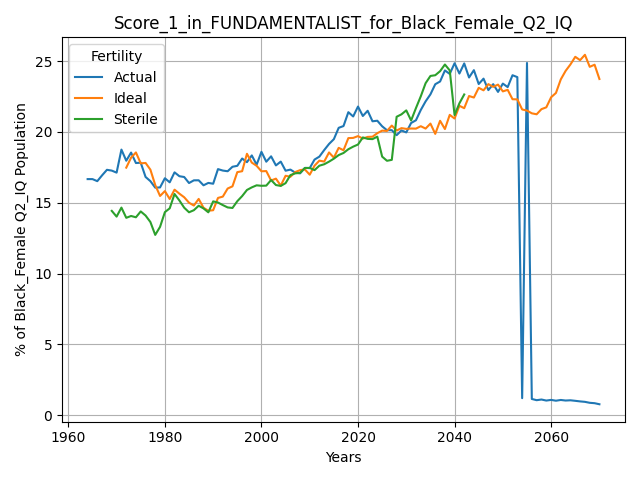 Score_1_in_FUNDAMENTALIST_for_Black_Female_Q2_IQ
Fertility
Actual
Ideal
Sterile
% of Black_Female Q2_IQ Population
25
20
15
10
5
0
1960
1980
2000
2020
2040
2060
Years